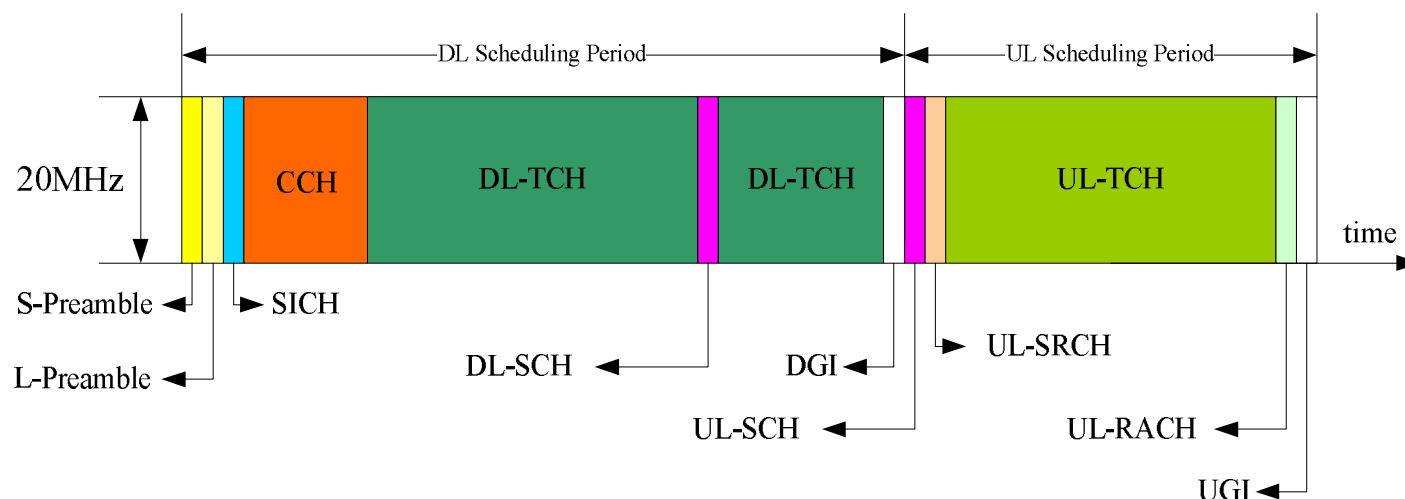 DL Scheduling Period
UL Scheduling Period
20MHz
CCH
DL-TCH
DL-TCH
UL-TCH
time
S-Preamble
SICH
L-Preamble
DL-SCH
DGI
UL-SRCH
UL-SCH
UL-RACH
UGI